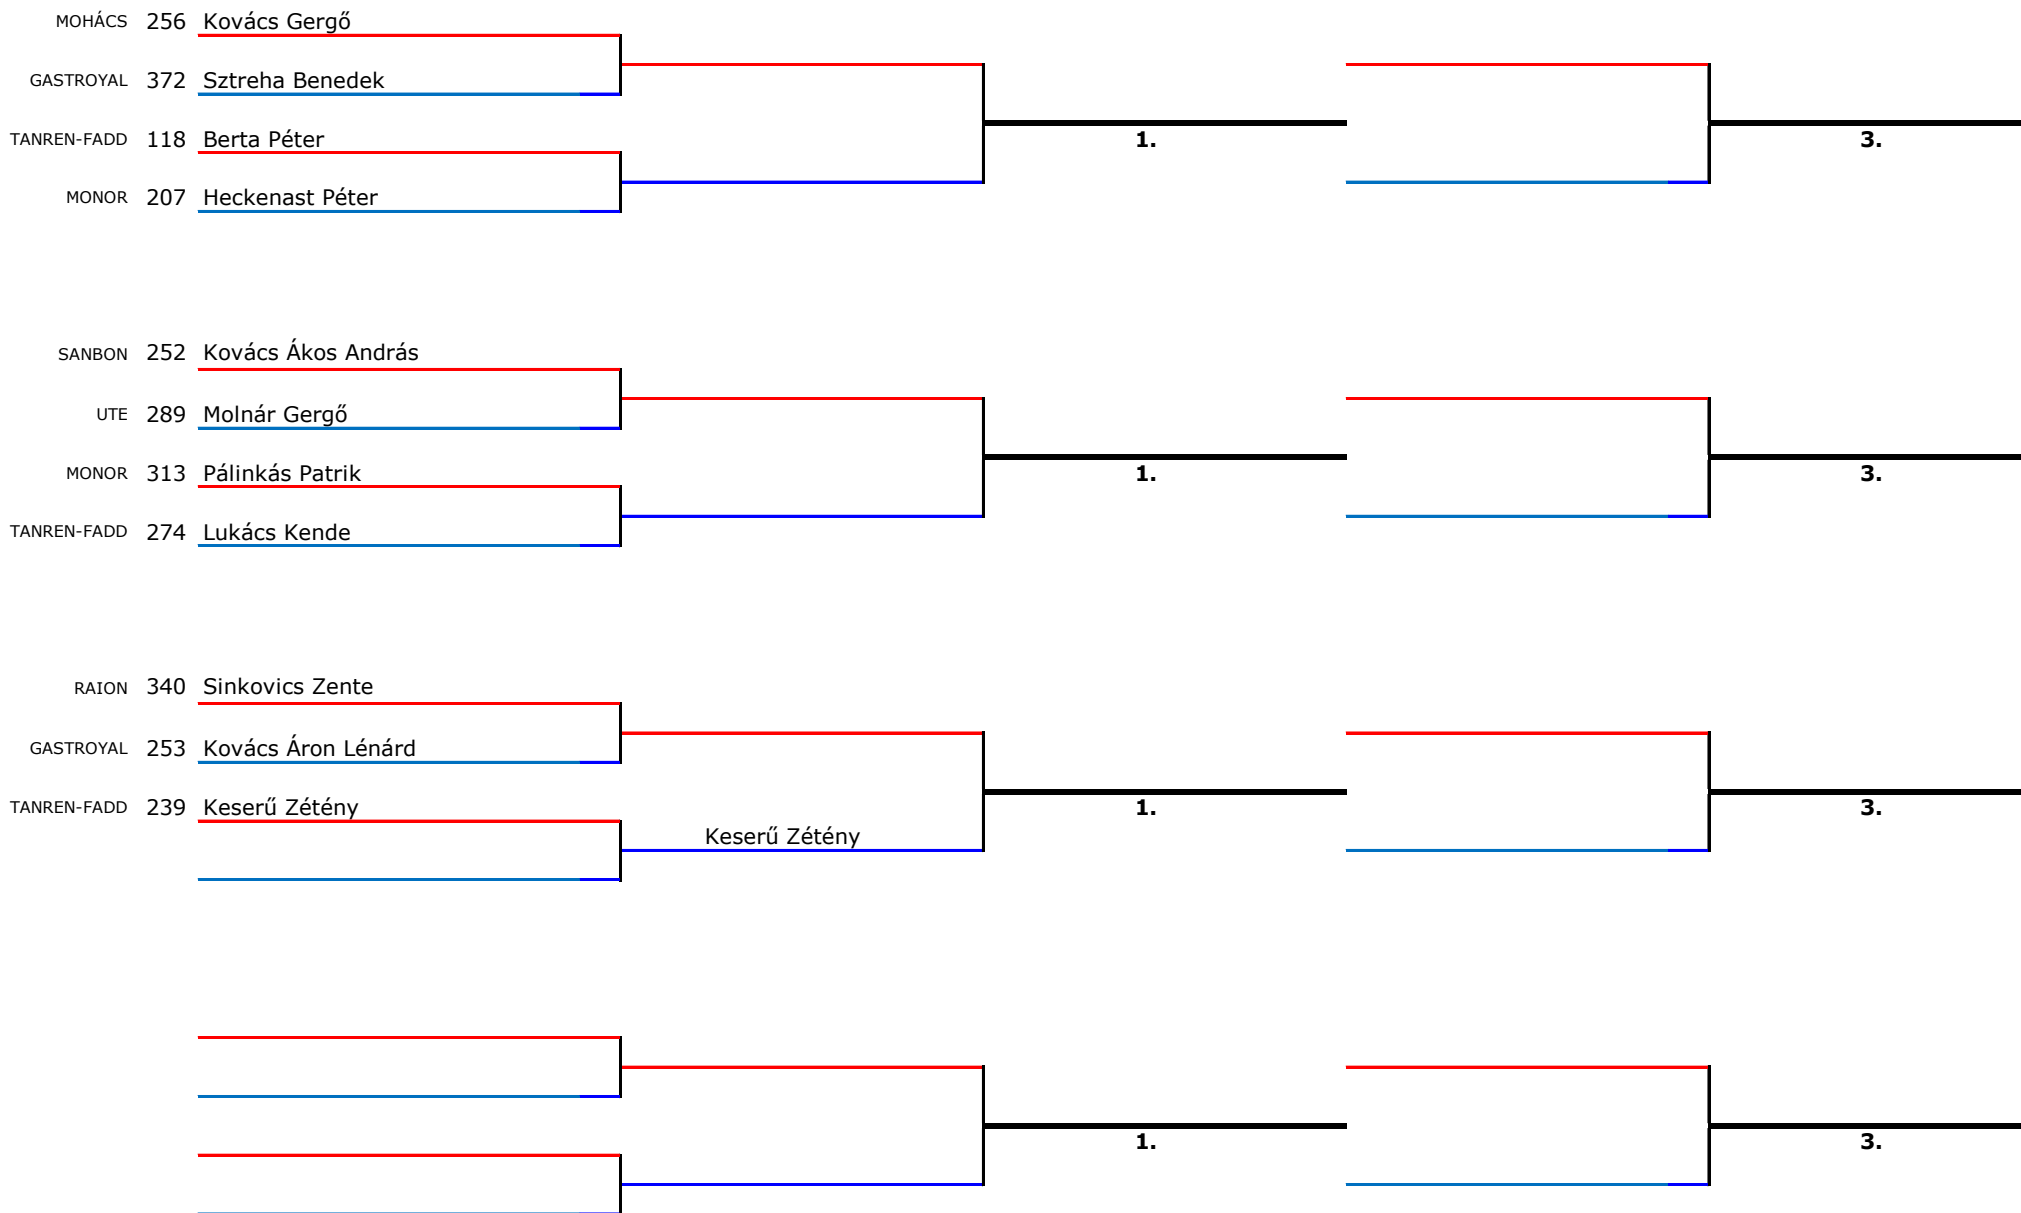 MOHÁCS 256 Kovács Gergő
GASTROYAL 372 Sztreha Benedek
TANREN-FADD 118 Berta Péter
1. 3.
MONOR 207 Heckenast Péter
SANBON 252 Kovács Ákos András
UTE 289 Molnár Gergő
MONOR 313 Pálinkás Patrik
1. 3.
TANREN-FADD 274 Lukács Kende
RAION 340 Sinkovics Zente
GASTROYAL 253 Kovács Áron Lénárd
TANREN-FADD 239 Keserű Zétény
1. 3.
Keserű Zétény
1. 3.